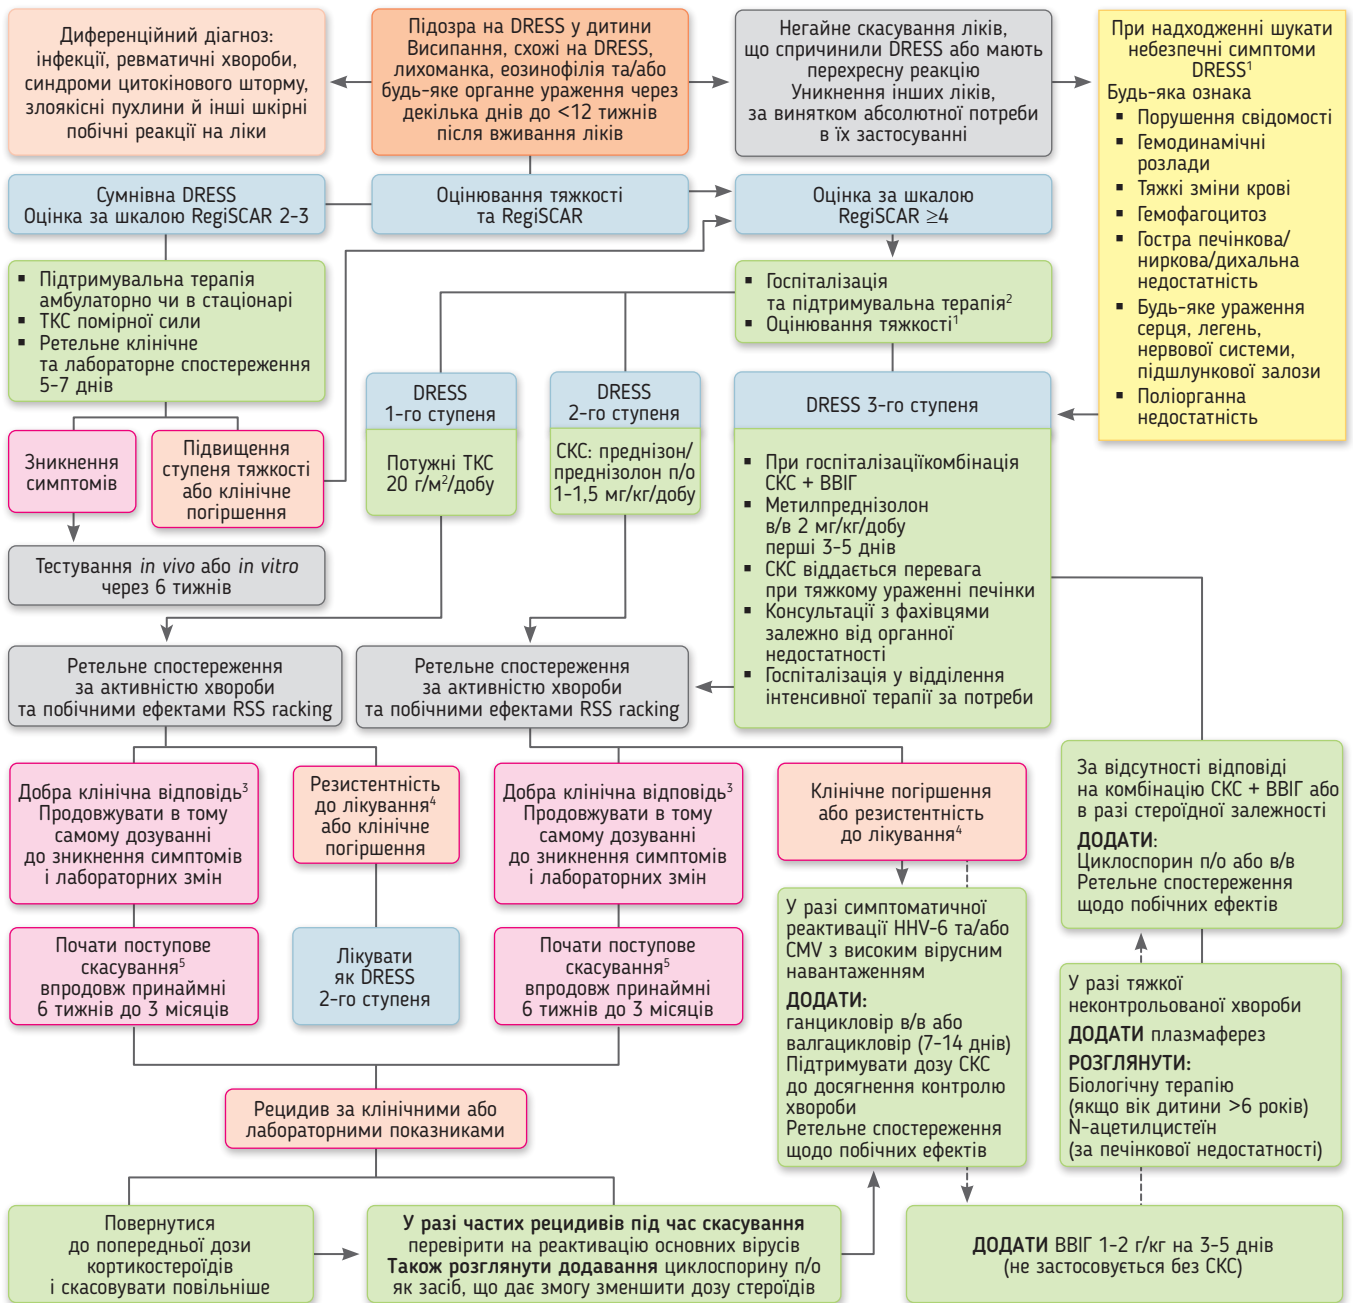 Диференційний діагноз:
інфекції, ревматичні хвороби,
синдроми цитокінового шторму,
злоякісні пухлини й інші шкірні
побічні реакції на ліки
Підозра на DRESS у дитини
Висипання, схожі на DRESS,
лихоманка, еозинофілія та/або
будь-яке органне ураження через
декілька днів до <12 тижнів
після вживання ліків
Негайне скасування ліків,
що спричинили DRESS або мають
перехресну реакцію
Уникнення інших ліків,
за винятком абсолютної потреби
в їх застосуванні
При надходженні шукати
небезпечні симптоми
DRESS¹
Будь-яка ознака
▪ Порушення свідомості
▪ Гемодинамічні
розлади
▪ Тяжкі зміни крові
▪ Гемофагоцитоз
▪ Гостра печінкова/
ниркова/дихальна
недостатність
▪ Будь-яке ураження
серця, легень,
нервової системи,
підшлункової залози
▪ Поліорганна
недостатність
Сумнівна DRESS
Оцінка за шкалою RegiSCAR 2-3
Оцінювання тяжкості
та RegiSCAR
Оцінка за шкалою
RegiSCAR ≥4
▪ Підтримувальна терапія
амбулаторно чи в стаціонарі
▪ ТКС помірної сили
▪ Ретельне клінічне
та лабораторне спостереження
5-7 днів
▪ Госпіталізація
та підтримувальна терапія²
▪ Оцінювання тяжкості¹
DRESS
1-го ступеня
Потужні ТКС
20 г/м²/добу
DRESS
2-го ступеня
СКС: преднізон/
преднізолон п/о
1-1,5 мг/кг/добу
DRESS 3-го ступеня
▪ При госпіталізаціїкомбінація
СКС + ВВІГ
▪ Метилпреднізолон
в/в 2 мг/кг/добу
перші 3-5 днів
▪ СКС віддається перевага
при тяжкому ураженні печінки
▪ Консультації з фахівцями
залежно від органної
недостатності
▪ Госпіталізація у відділення
інтенсивної терапії за потреби
Зникнення
симптомів
Підвищення
ступеня тяжкості
або клінічне
погіршення
Тестування in vivo або in vitro
через 6 тижнів
Ретельне спостереження
за активністю хвороби
та побічними ефектами RSS racking
Ретельне спостереження
за активністю хвороби
та побічними ефектами RSS racking
Добра клінічна відповідь³
Продовжувати в тому
самому дозуванні
до зникнення симптомів
і лабораторних змін
Резистентність
до лікування⁴
або клінічне
погіршення
Добра клінічна відповідь³
Продовжувати в тому
самому дозуванні
до зникнення симптомів
і лабораторних змін
Клінічне погіршення
або резистентність
до лікування⁴
За відсутності відповіді
на комбінацію СКС + ВВІГ або
в разі стероїдної залежності
ДОДАТИ:
Циклоспорин п/о або в/в
Ретельне спостереження
щодо побічних ефектів
Почати поступове
скасування⁵
впродовж принаймні
6 тижнів до 3 місяців
Лікувати
як DRESS
2-го ступеня
Почати поступове
скасування⁵
впродовж принаймні
6 тижнів до 3 місяців
У разі симптоматичної
реактивації HHV-6 та/або
CMV з високим вірусним
навантаженням
ДОДАТИ:
ганцикловір в/в або
валгацикловір (7-14 днів)
Підтримувати дозу СКС
до досягнення контролю
хвороби
Ретельне спостереження
щодо побічних ефектів
У разі тяжкої
неконтрольованої хвороби
ДОДАТИ плазмаферез
РОЗГЛЯНУТИ:
Біологічну терапію
(якщо вік дитини >6 років)
N-ацетилцистеїн
(за печінкової недостатності)
Рецидив за клінічними або
лабораторними показниками
Повернутися
до попередньої дози
кортикостероїдів
і скасовувати повільніше
У разі частих рецидивів під час скасування
перевірити на реактивацію основних вірусів
Також розглянути додавання циклоспорину п/о
як засіб, що дає змогу зменшити дозу стероїдів
ДОДАТИ ВВІГ 1-2 г/кг на 3-5 днів
(не застосовується без СКС)